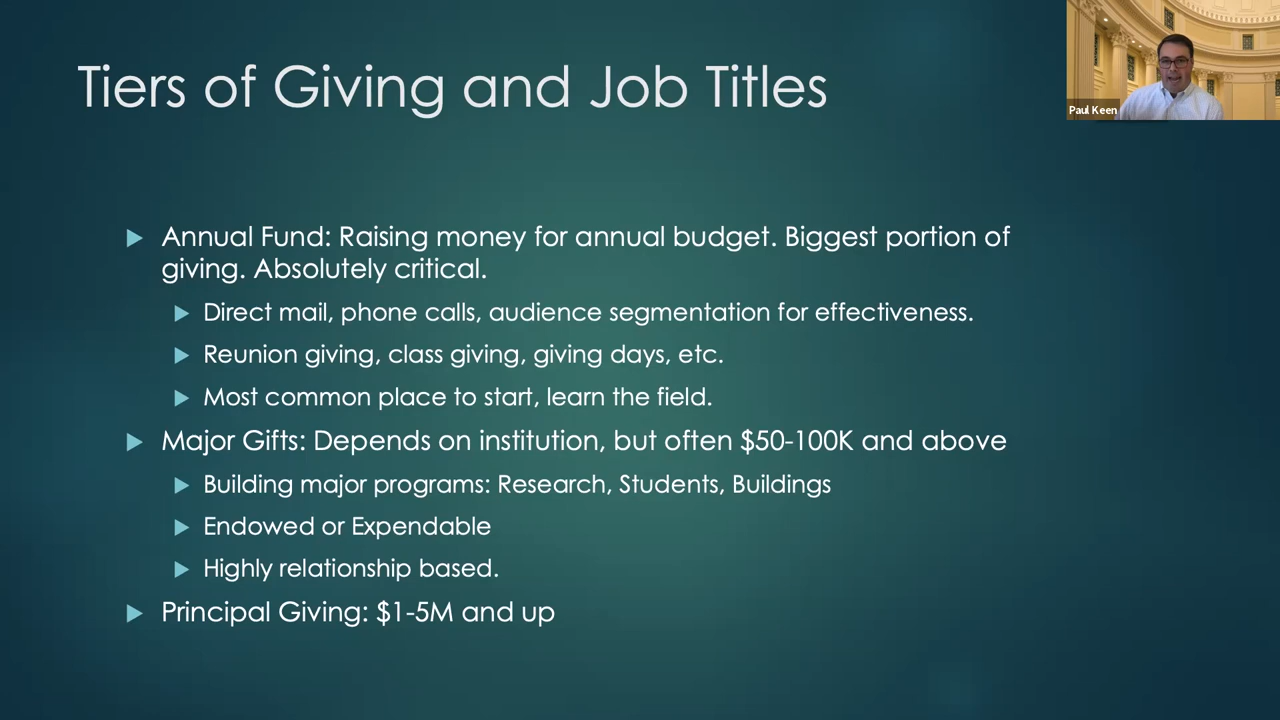 Tiers of Giving and Job Titles
Paul Keen
Annual Fund: Raising money for annual budget. Biggest portion of
giving. Absolutely critical.
Direct mail, phone calls, audience segmentation for effectiveness.
Reunion giving, class giving, giving days, etc.
Most common place to start, learn the field.
Major Gifts: Depends on institution, but often $50-100K and above
Building major programs: Research, Students, Buildings
Endowed or Expendable
Highly relationship based.
Principal Giving: $1-5M and up